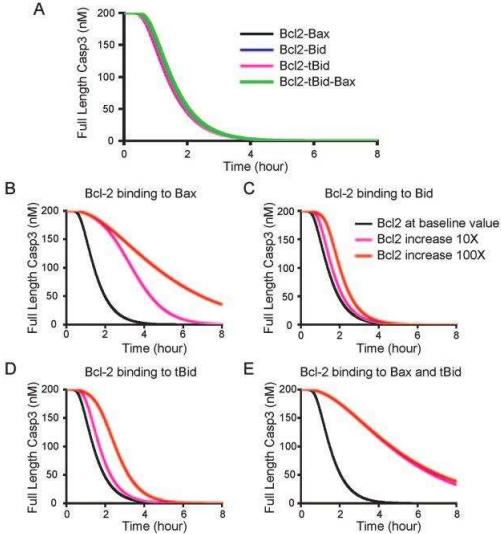 A
Full Length Casp3 (nM)
200
150
100
50
0
0 2 4 6 8
Time (hour)
Bcl2-Bax
Bcl2-Bid
Bcl2-tBid
Bcl2-tBid-Bax
B
Bcl-2 binding to Bax
Full Length Casp3 (nM)
200
150
100
50
0
0 2 4 6 8
Time (hour)
C
Bcl-2 binding to Bid
Full Length Casp3 (nM)
200
150
100
50
0
0 2 4 6 8
Time (hour)
Bcl2 at baseline value
Bcl2 increase 10X
Bcl2 increase 100X
D
Bcl-2 binding to tBid
Full Length Casp3 (nM)
200
150
100
50
0
0 2 4 6 8
Time (hour)
E
Bcl-2 binding to Bax and tBid
Full Length Casp3 (nM)
200
150
100
50
0
0 2 4 6 8
Time (hour)